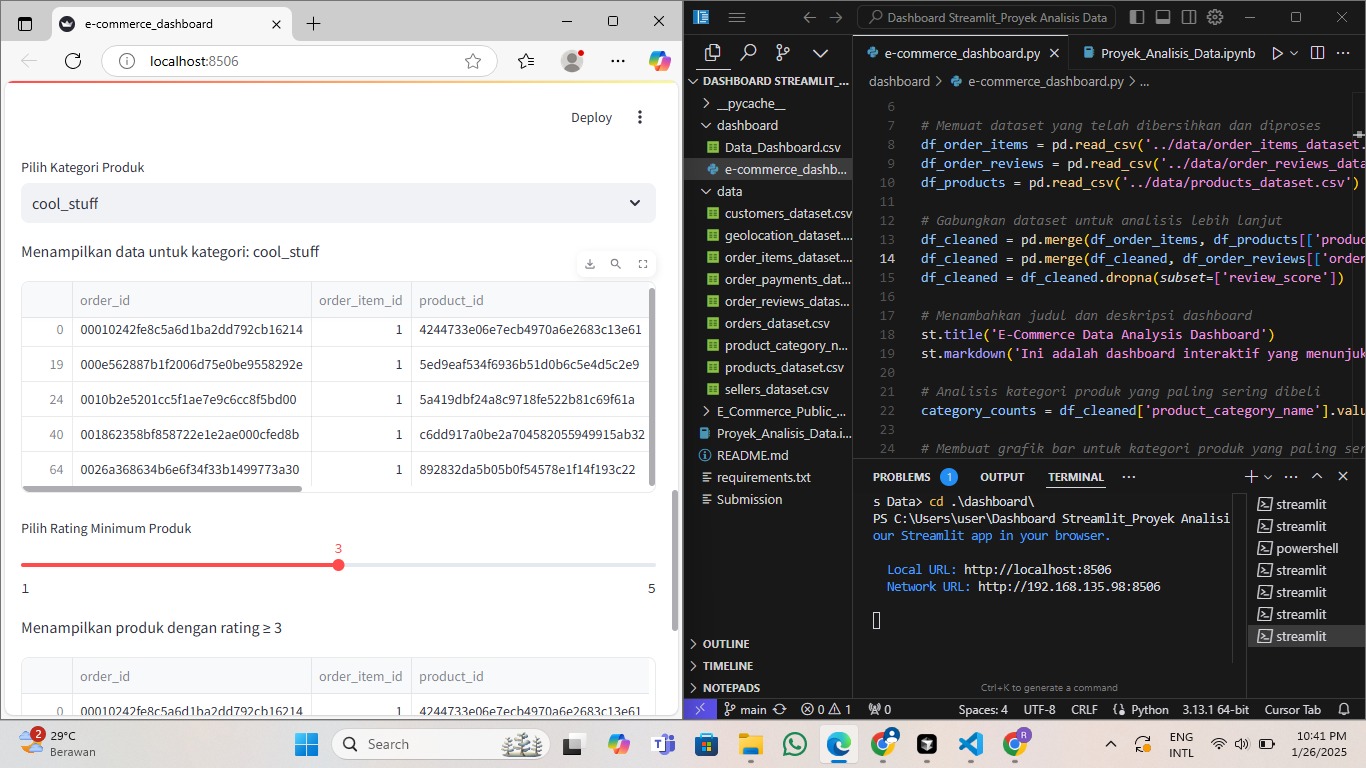 e-commerce_dashboard
localhost:8506
Deploy
Pilih Kategori Produk
cool_stuff
Menampilkan data untuk kategori: cool_stuff
order_id order_item_id product_id
0 00010242fe8c5a6d1ba2dd792cb16214 1 4244733e06e7ecb4970a6e2683c13e61
19 000e562887b1f2006d75e0be9558292e 1 5ed9eaf534f6936b51d0b6c5e4d5c2e9
24 0010b2e5201cc5f1ae7e9c6cc8f5bd00 1 5a419dbf24a8c9718fe522b81c69f61a
40 001862358bf858722e1e2ae000cfed8b 1 c6dd917a0be2a704582055949915ab32
64 0026a368634b6e6f34f33b1499773a30 1 892832da5b05b0f54578e1f14f193c22
Pilih Rating Minimum Produk
3
1 5
Menampilkan produk dengan rating ≥ 3
order_id order_item_id product_id
0 00010242fe8c5a6d1ba2dd792cb16214 1 4244733e06e7ecb4970a6e2683c13e61
Dashboard Streamlit_Proyek Analisis Data
DASHBOARD STREAMLIT_...
__pycache__
dashboard
Data_Dashboard.csv
e-commerce_dashb...
data
customers_dataset.csv
geolocation_dataset....
order_items_dataset....
order_payments_dat...
order_reviews_datas...
orders_dataset.csv
product_category_n...
products_dataset.csv
sellers_dataset.csv
E_Commerce_Public_...
Proyek_Analisis_Data.i...
README.md
requirements.txt
Submission
OUTLINE
TIMELINE
NOTEPADS
e-commerce_dashboard.py Proyek_Analisis_Data.ipynb
dashboard > e-commerce_dashboard.py > ...
6
7 # Memuat dataset yang telah dibersihkan dan diproses
8 df_order_items = pd.read_csv('../data/order_items_dataset.
9 df_order_reviews = pd.read_csv('../data/order_reviews_data
10 df_products = pd.read_csv('../data/products_dataset.csv')
11
12 # Gabungkan dataset untuk analisis lebih lanjut
13 df_cleaned = pd.merge(df_order_items, df_products[['produc
14 df_cleaned = pd.merge(df_cleaned, df_order_reviews[['order
15 df_cleaned = df_cleaned.dropna(subset=['review_score'])
16
17 # Menambahkan judul dan deskripsi dashboard
18 st.title('E-Commerce Data Analysis Dashboard')
19 st.markdown('Ini adalah dashboard interaktif yang menunjuk
20
21 # Analisis kategori produk yang paling sering dibeli
22 category_counts = df_cleaned['product_category_name'].valu
23
24 # Membuat grafik bar untuk kategori produk yang paling ser
PROBLEMS 1 OUTPUT TERMINAL ...
s Data> cd .\dashboard\
PS C:\Users\user\Dashboard Streamlit_Proyek Analisi
our Streamlit app in your browser.
Local URL: http://localhost:8506
Network URL: http://192.168.135.98:8506
Ctrl+K to generate a command
streamlit
streamlit
powershell
streamlit
streamlit
streamlit
streamlit
main 0 1 0 Spaces: 4 UTF-8 CRLF Python 3.13.1 64-bit Cursor Tab
2 29°C
Berawan
Search
R
ENG
INTL
10:41 PM
1/26/2025